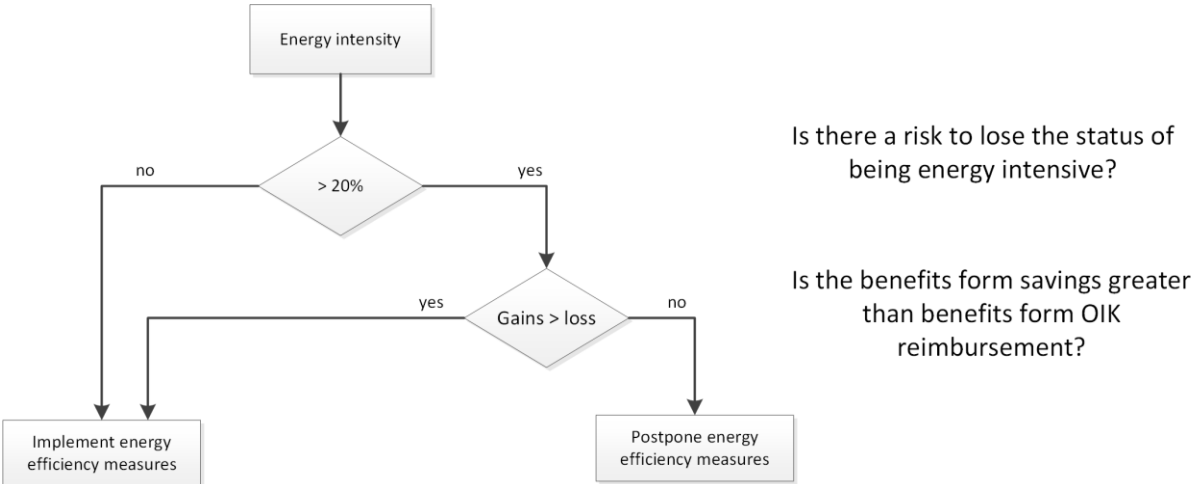 Energy intensity
Is there a risk to lose the status of
being energy intensive?
no
> 20%
yes
Is the benefits form savings greater
than benefits form OIK
reimbursement?
yes
Gains > loss
no
Implement energy
efficiency measures
Postpone energy
efficiency measures